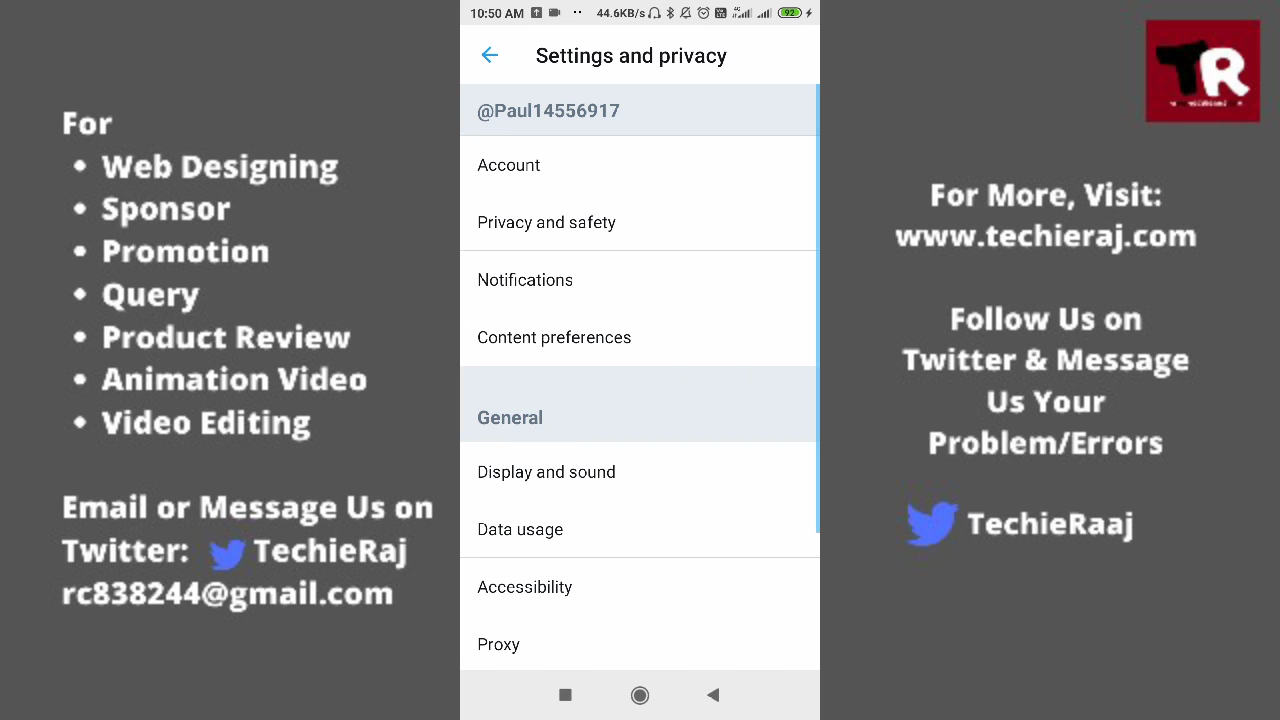 For
• Web Designing
• Sponsor
• Promotion
• Query
• Product Review
• Animation Video
• Video Editing
Email or Message Us on
Twitter: TechieRaj
rc838244@gmail.com
10:50 AM 44.6KB/s 4G 92
Settings and privacy
@Paul14556917
Account
Privacy and safety
Notifications
Content preferences
General
Display and sound
Data usage
Accessibility
Proxy
TR
For More, Visit:
www.techieraj.com
Follow Us on
Twitter & Message
Us Your
Problem/Errors
TechieRaaj